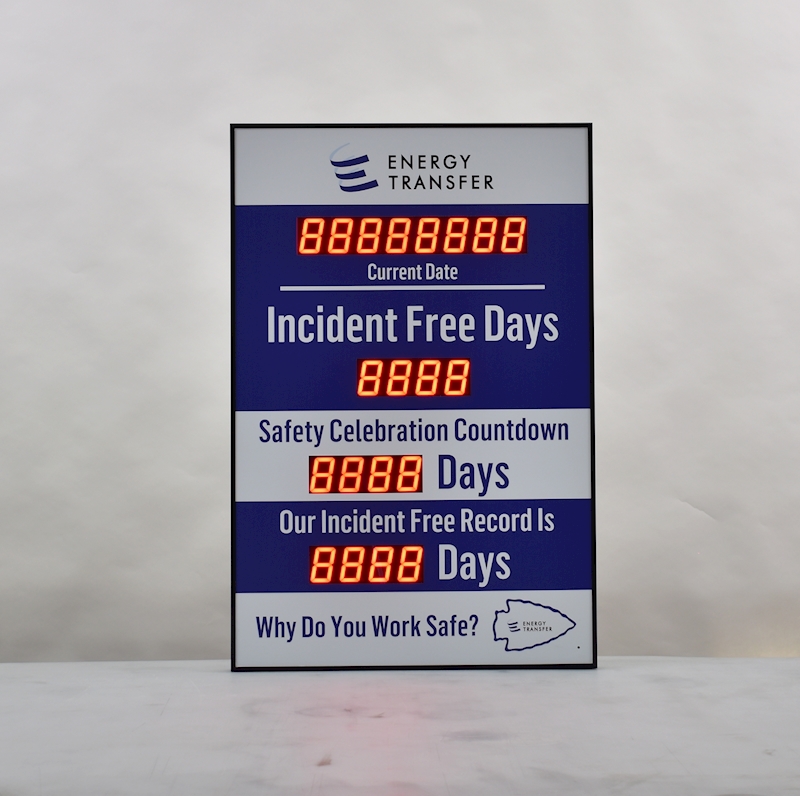 ENERGY
TRANSFER
88888888
Current Date
Incident Free Days
8888
Safety Celebration Countdown
8888 Days
Our Incident Free Record Is
8888 Days
Why Do You Work Safe?
ENERGY
TRANSFER